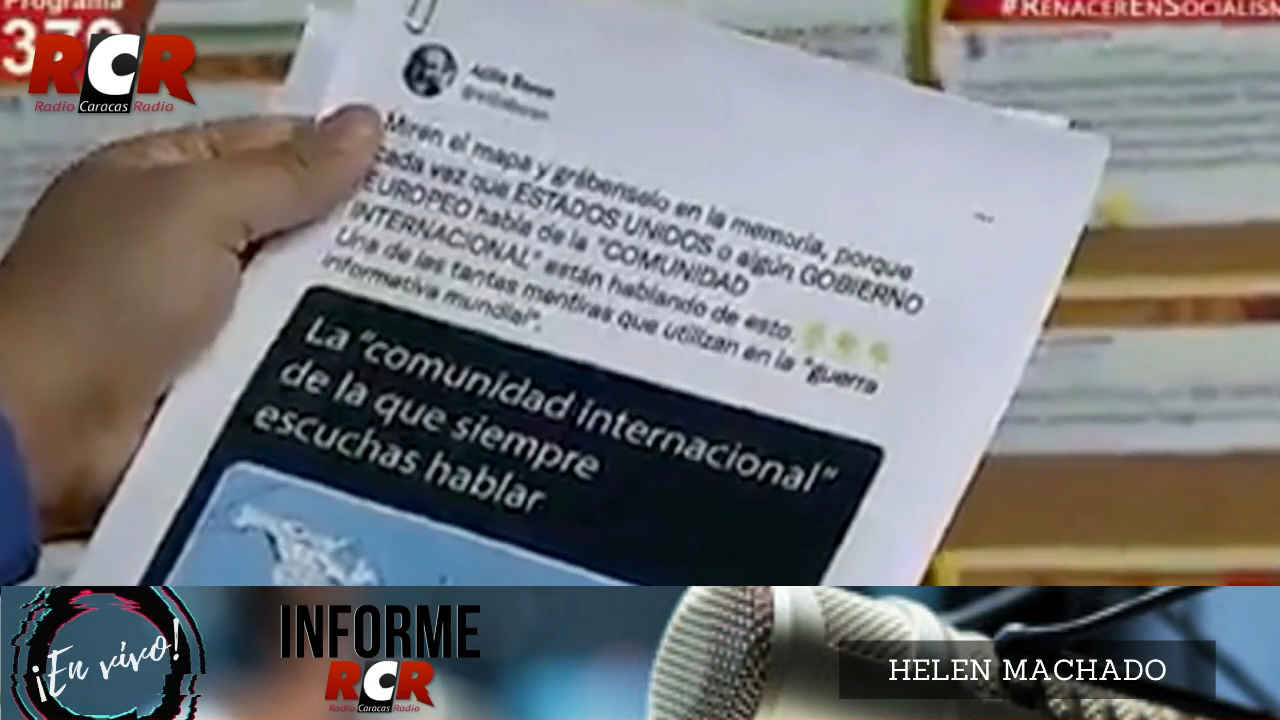 Programa
373
#RENACERENSOCIALISM
RCR
Radio Caracas Radio
Atilio Boron
@atilioboron
Miren el mapa y grábenselo en la memoria, porque
cada vez que ESTADOS UNIDOS o algún GOBIERNO
EUROPEO habla de la "COMUNIDAD
INTERNACIONAL" están hablando de esto.
Una de las tantas mentiras que utilizan en la "guerra
informativa mundial".
La "comunidad internacional"
de la que siempre
escuchas hablar
¡En vivo!
INFORME
RCR
Radio Caracas Radio
HELEN MACHADO